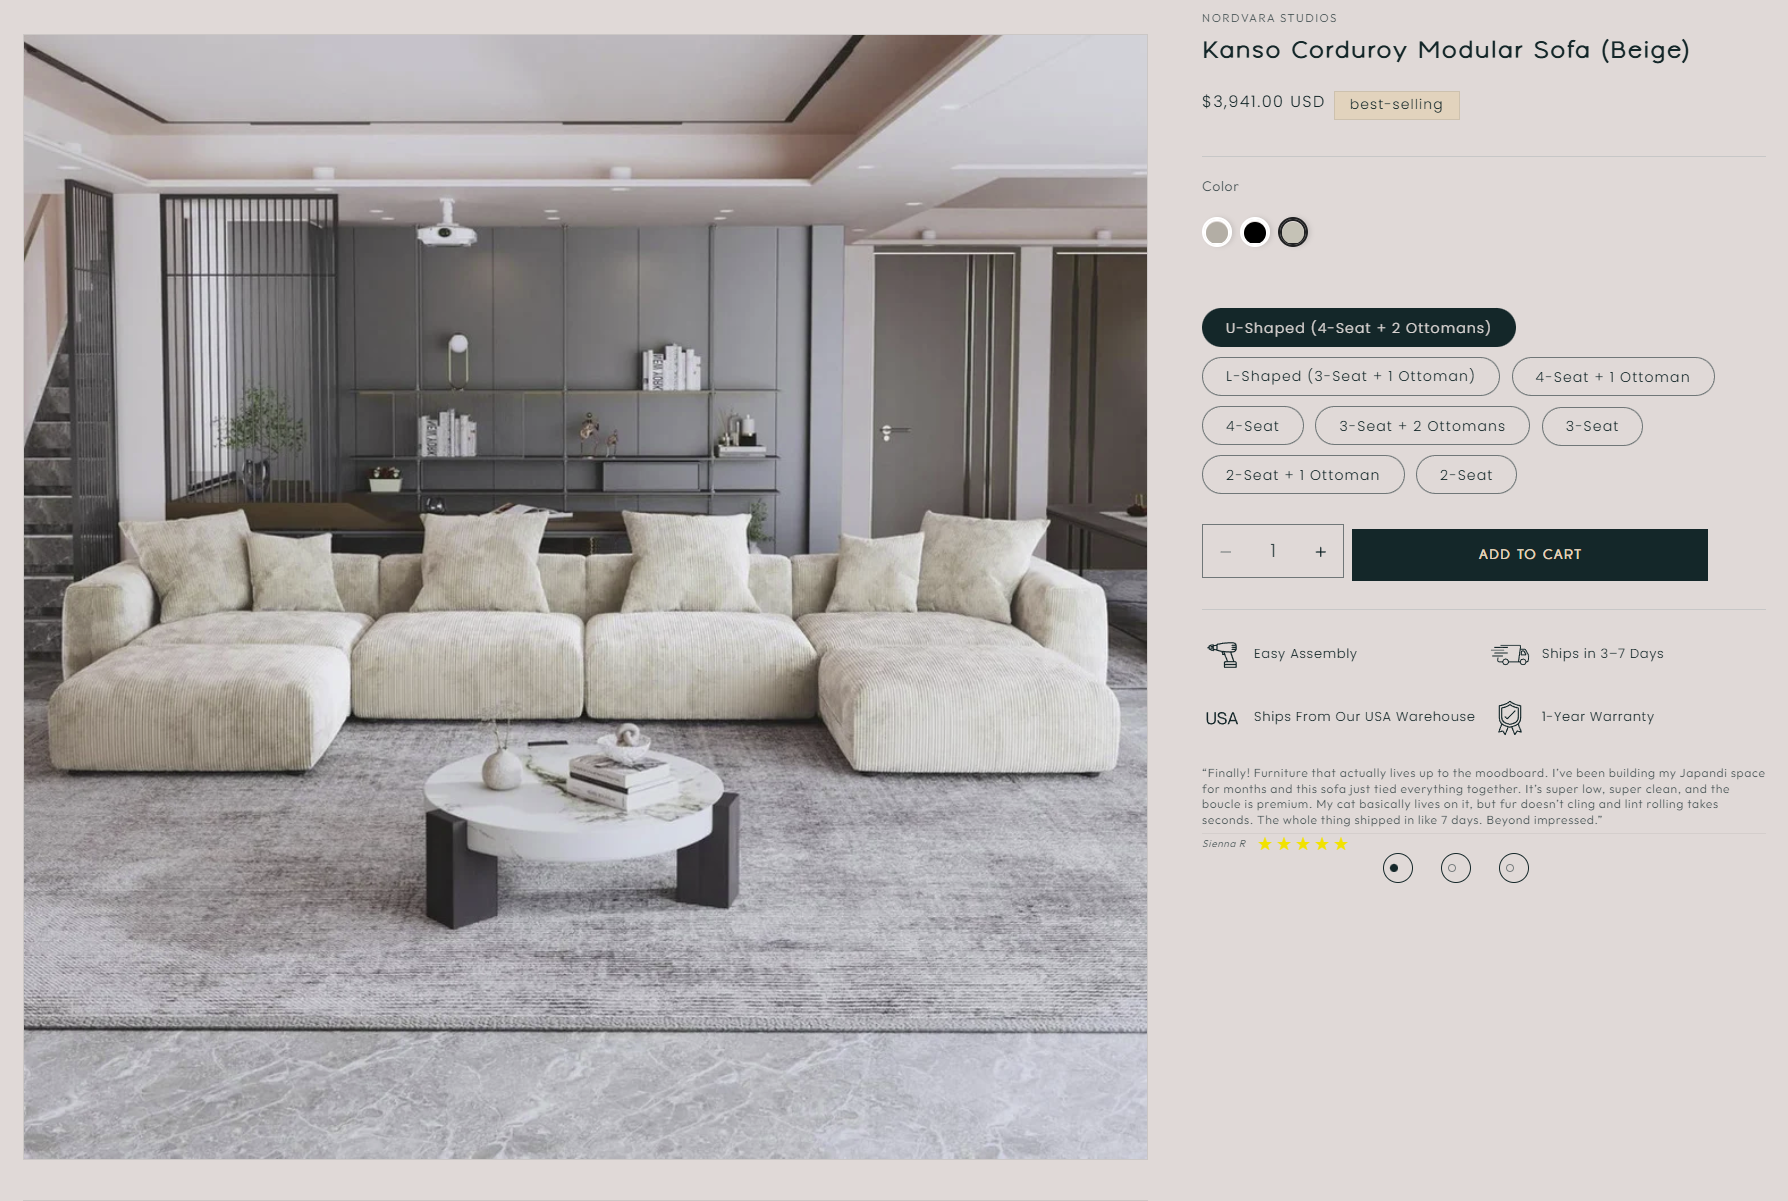 NORDVARA STUDIOS
Kanso Corduroy Modular Sofa (Beige)
$3,941.00 USD best-selling
Color
U-Shaped (4-Seat + 2 Ottomans)
L-Shaped (3-Seat + 1 Ottoman) 4-Seat + 1 Ottoman
4-Seat 3-Seat + 2 Ottomans 3-Seat
2-Seat + 1 Ottoman 2-Seat
− 1 + ADD TO CART
Easy Assembly Ships in 3–7 Days
USA Ships From Our USA Warehouse 1-Year Warranty
“Finally! Furniture that actually lives up to the moodboard. I’ve been building my Japandi space
for months and this sofa just tied everything together. It’s super low, super clean, and the
boucle is premium. My cat basically lives on it, but fur doesn’t cling and lint rolling takes
seconds. The whole thing shipped in like 7 days. Beyond impressed.”
Sienna R ★★★★★